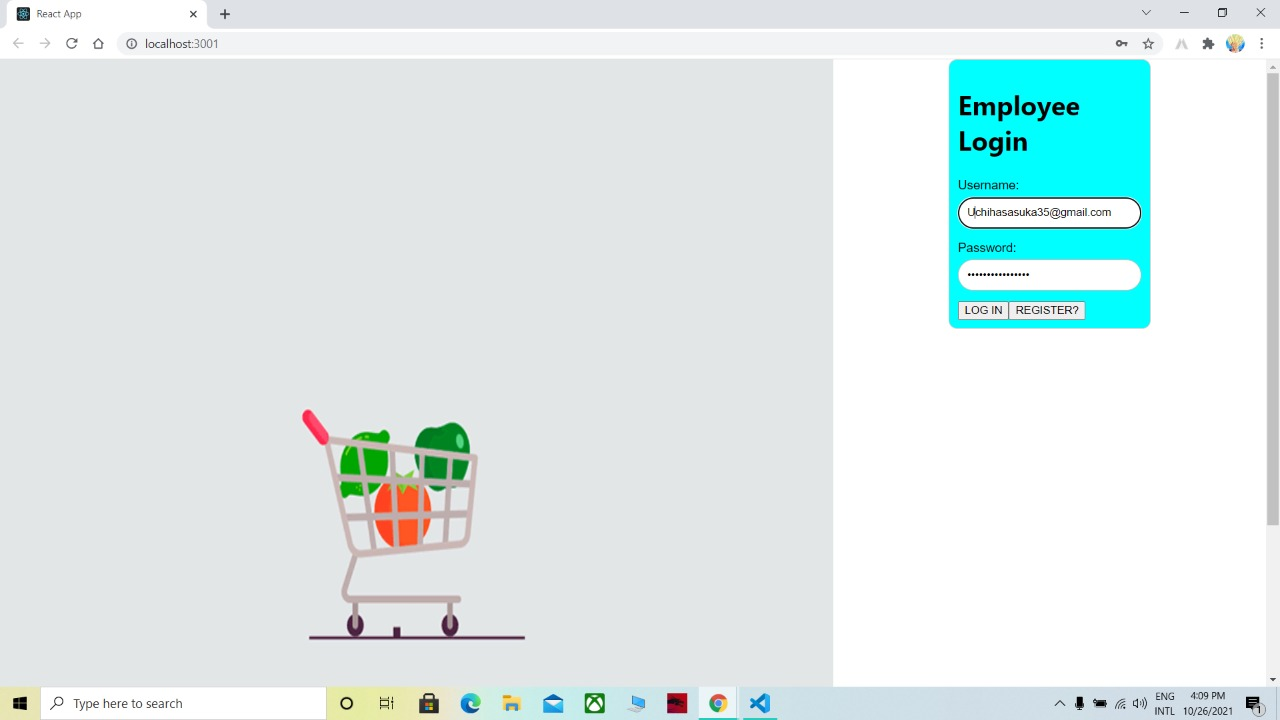 React App
localhost:3001
Employee
Login
Username:
Uchihasasuka35@gmail.com
Password:
••••••••••••••••
LOG IN REGISTER?
Type here to search
ENG
INTL
4:09 PM
10/26/2021
1